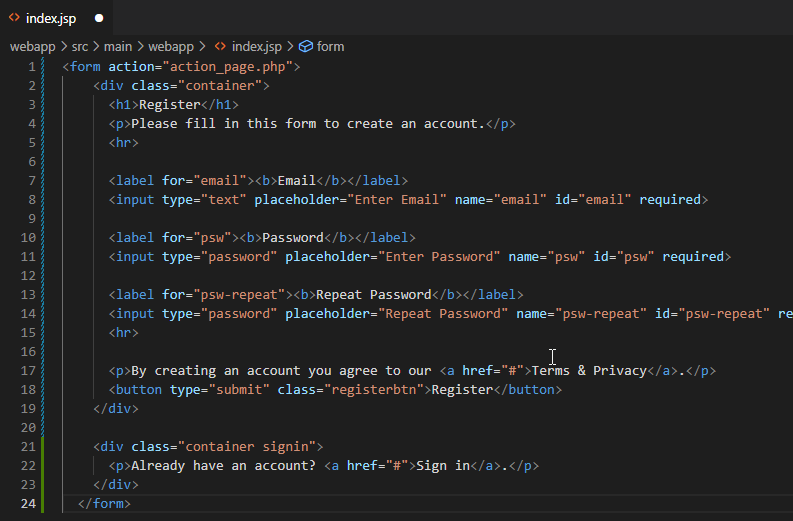 index.jsp
webapp > src > main > webapp > index.jsp > form
1 <form action="action_page.php">
2 <div class="container">
3 <h1>Register</h1>
4 <p>Please fill in this form to create an account.</p>
5 <hr>
6
7 <label for="email"><b>Email</b></label>
8 <input type="text" placeholder="Enter Email" name="email" id="email" required>
9
10 <label for="psw"><b>Password</b></label>
11 <input type="password" placeholder="Enter Password" name="psw" id="psw" required>
12
13 <label for="psw-repeat"><b>Repeat Password</b></label>
14 <input type="password" placeholder="Repeat Password" name="psw-repeat" id="psw-repeat" re
15 <hr>
16
17 <p>By creating an account you agree to our <a href="#">Terms & Privacy</a>.</p>
18 <button type="submit" class="registerbtn">Register</button>
19 </div>
20
21 <div class="container signin">
22 <p>Already have an account? <a href="#">Sign in</a>.</p>
23 </div>
24 </form>